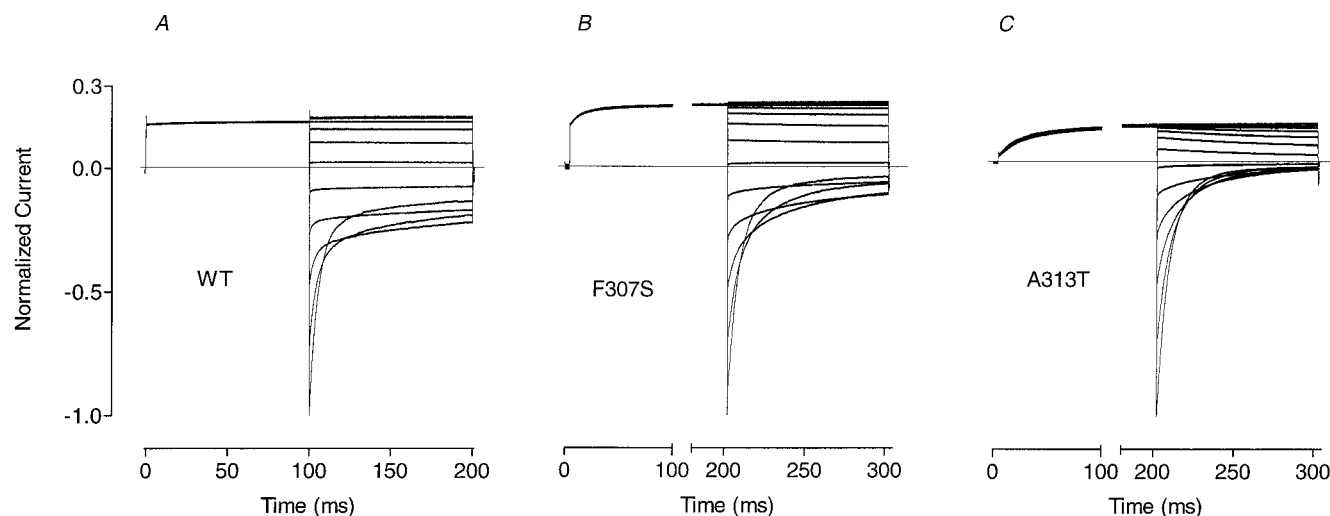 A
B
C
0.3
0.0
-0.5
-1.0
Normalized Current
WT
F307S
A313T
0 50 100 150 200
0 100 200 250 300
0 100 200 250 300
Time (ms)
Time (ms)
Time (ms)